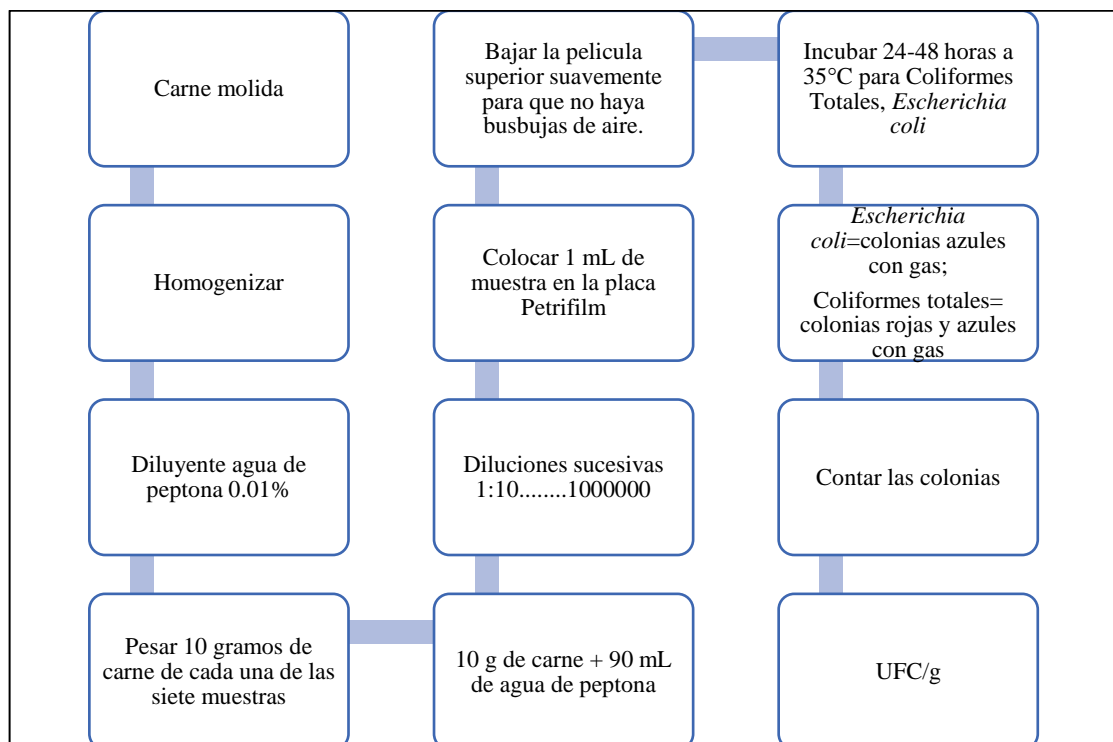 Carne molida
Homogenizar
Diluyente agua de
peptona 0.01%
Pesar 10 gramos de
carne de cada una de las
siete muestras
10 g de carne + 90 mL
de agua de peptona
Diluciones sucesivas
1:10........1000000
Colocar 1 mL de
muestra en la placa
Petrifilm
Bajar la pelicula
superior suavemente
para que no haya
busbujas de aire.
Incubar 24-48 horas a
35°C para Coliformes
Totales, Escherichia
coli
Escherichia
coli=colonias azules
con gas;
Coliformes totales=
colonias rojas y azules
con gas
Contar las colonias
UFC/g